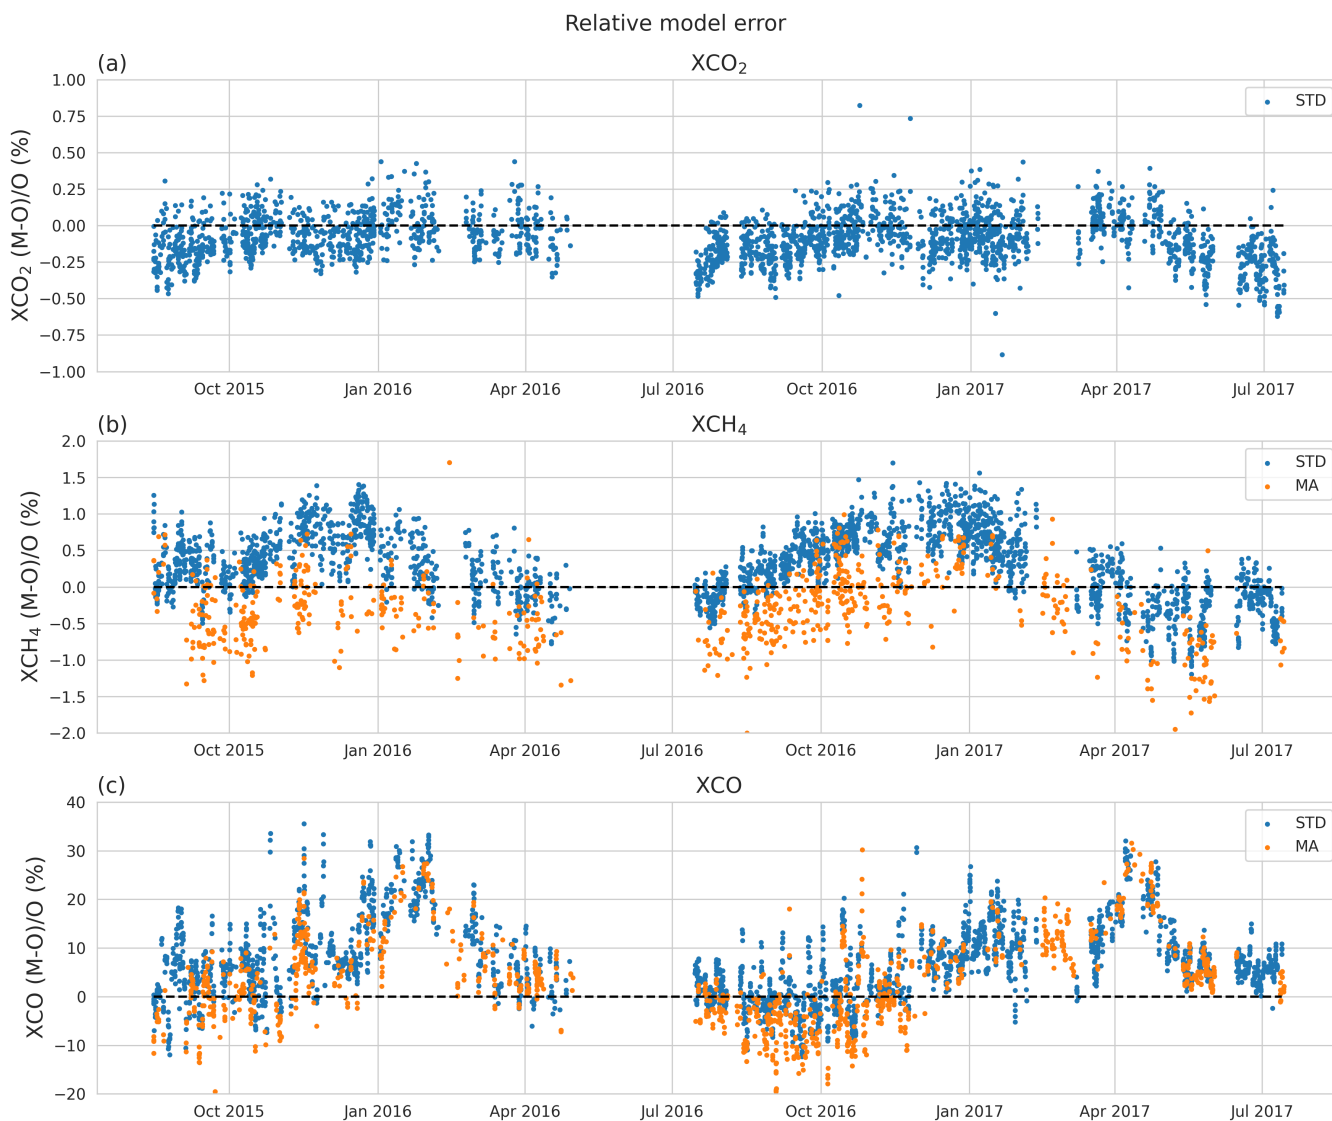 Relative model error
(a) XCO₂
XCO₂ (M-O)/O (%)
1.00
0.75
0.50
0.25
0.00
−0.25
−0.50
−0.75
−1.00
STD
Oct 2015 Jan 2016 Apr 2016 Jul 2016 Oct 2016 Jan 2017 Apr 2017 Jul 2017
(b) XCH₄
XCH₄ (M-O)/O (%)
2.0
1.5
1.0
0.5
0.0
−0.5
−1.0
−1.5
−2.0
STD
MA
Oct 2015 Jan 2016 Apr 2016 Jul 2016 Oct 2016 Jan 2017 Apr 2017 Jul 2017
(c) XCO
XCO (M-O)/O (%)
40
30
20
10
0
−10
−20
STD
MA
Oct 2015 Jan 2016 Apr 2016 Jul 2016 Oct 2016 Jan 2017 Apr 2017 Jul 2017